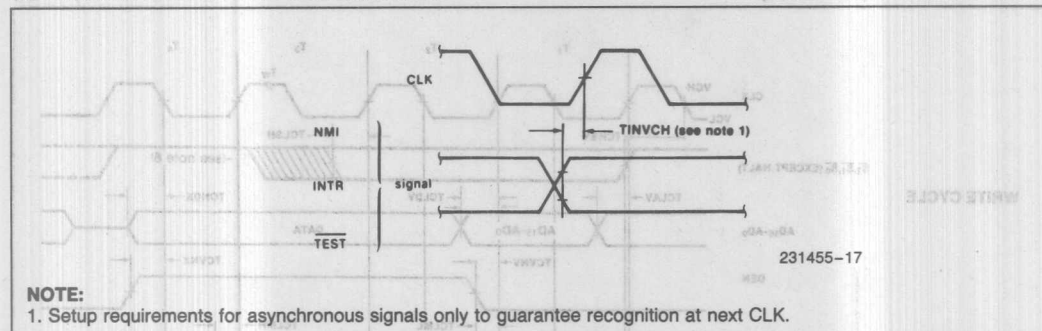 CLK
TINVCH (see note 1)
NMI
INTR
signal
TEST
231455-17
NOTE:
1. Setup requirements for asynchronous signals only to guarantee recognition at next CLK.